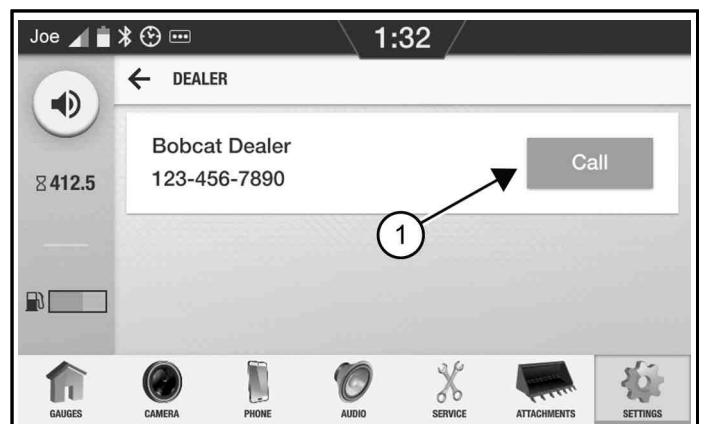 Joe 1:32
← DEALER
Bobcat Dealer
123-456-7890
Call
412.5
1
GAUGES CAMERA PHONE AUDIO SERVICE ATTACHMENTS SETTINGS